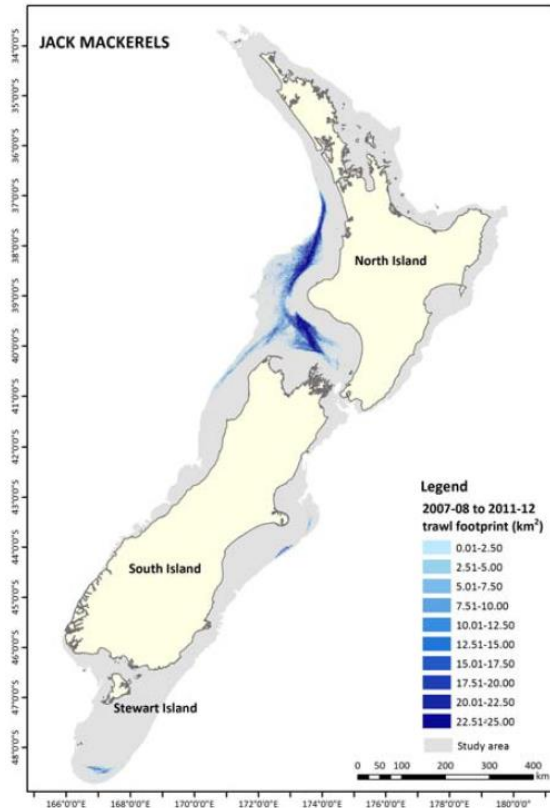 JACK MACKERELS
34°0'0"S
35°0'0"S
36°0'0"S
37°0'0"S
38°0'0"S
39°0'0"S
40°0'0"S
41°0'0"S
42°0'0"S
43°0'0"S
44°0'0"S
45°0'0"S
46°0'0"S
47°0'0"S
48°0'0"S
North Island
South Island
Stewart Island
Legend
2007-08 to 2011-12
trawl footprint (km²)
0.01-2.50
2.51-5.00
5.01-7.50
7.51-10.00
10.01-12.50
12.51-15.00
15.01-17.50
17.51-20.00
20.01-22.50
22.51-25.00
Study area
0 100 200 300 400
km
166°0'0"E 168°0'0"E 170°0'0"E 172°0'0"E 174°0'0"E 176°0'0"E 178°0'0"E 180°0'0"